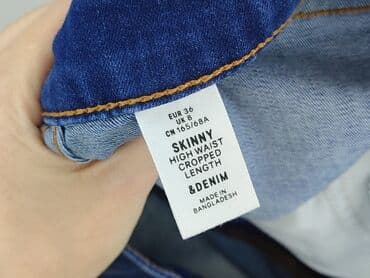 EUR 36
UK 8
CN 165/68A
SKINNY
HIGH WAIST
CROPPED
LENGTH
&DENIM
MADE IN
BANGLADESH